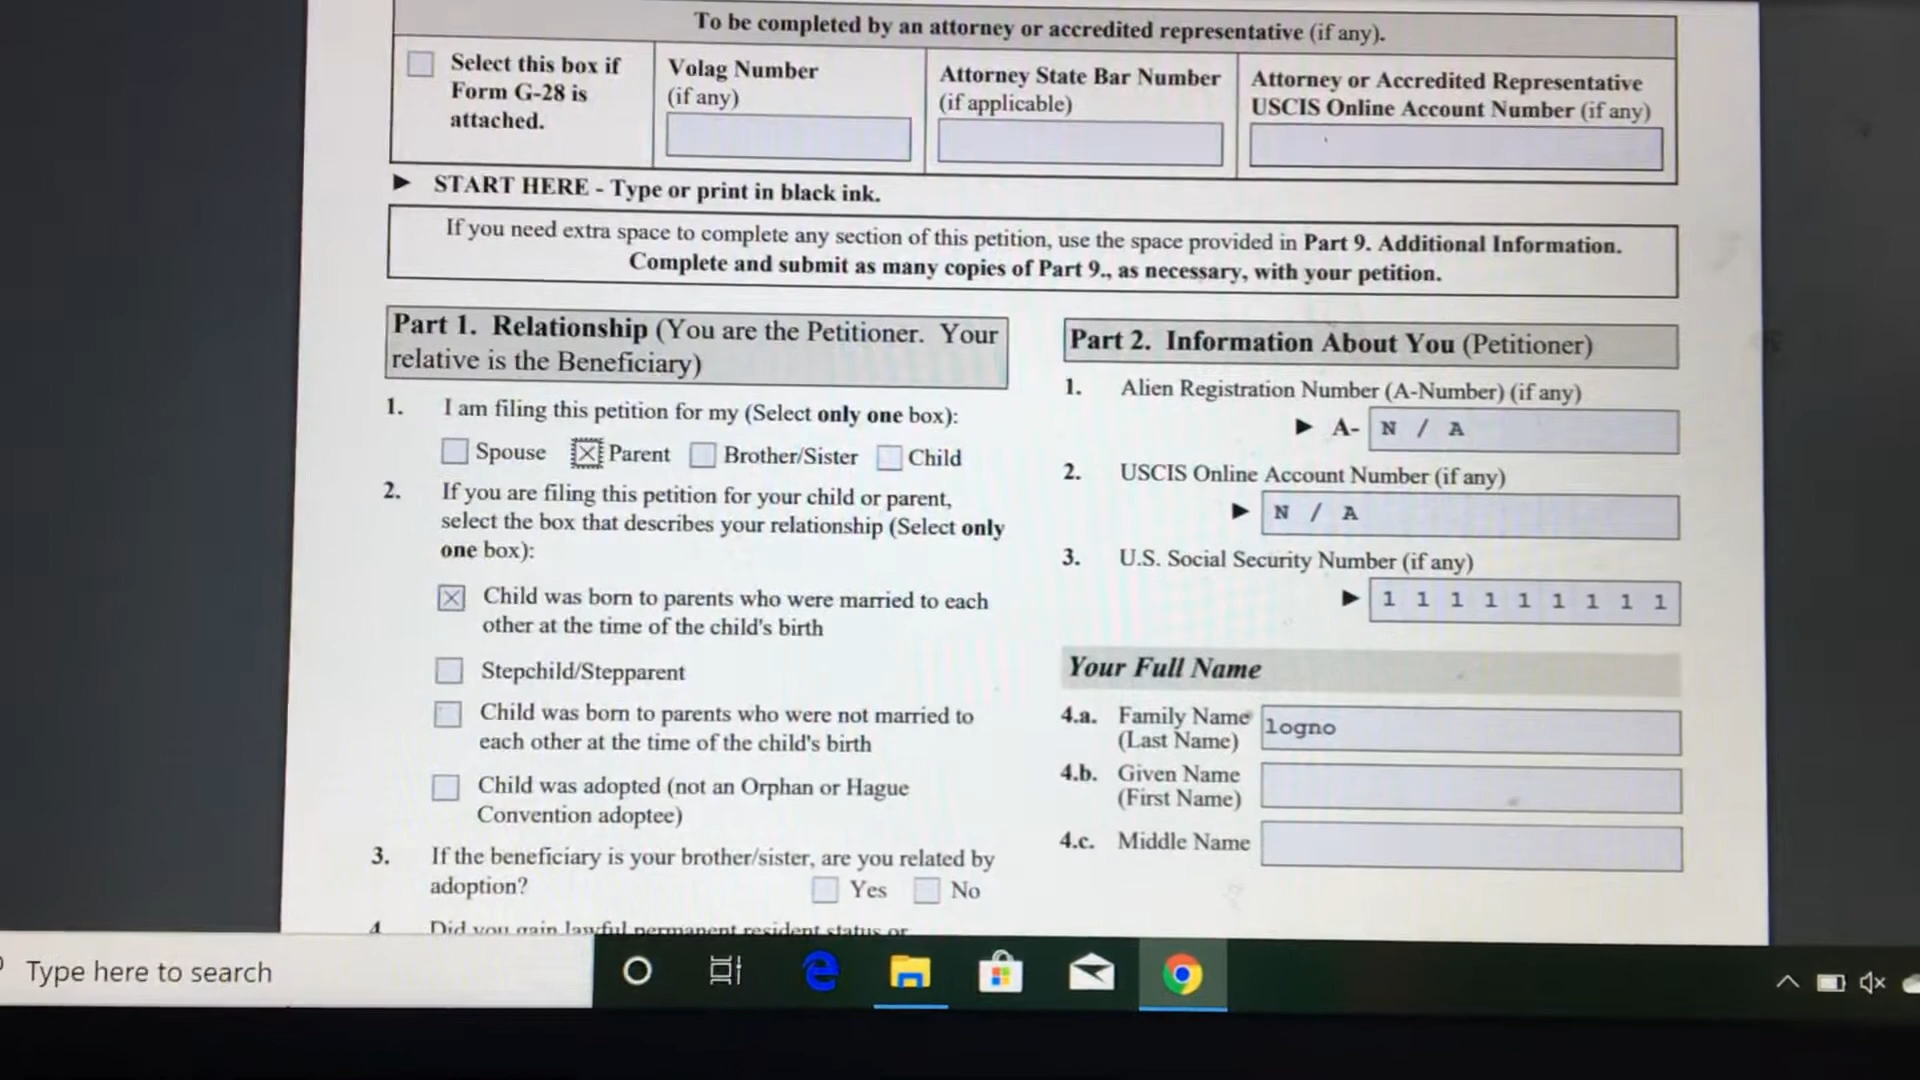 To be completed by an attorney or accredited representative (if any).
Select this box if
Form G-28 is
attached.
Volag Number
(if any)
Attorney State Bar Number
(if applicable)
Attorney or Accredited Representative
USCIS Online Account Number (if any)
► START HERE - Type or print in black ink.
If you need extra space to complete any section of this petition, use the space provided in Part 9. Additional Information.
Complete and submit as many copies of Part 9., as necessary, with your petition.
Part 1. Relationship (You are the Petitioner. Your
relative is the Beneficiary)
1. I am filing this petition for my (Select only one box):
Spouse Parent Brother/Sister Child
2. If you are filing this petition for your child or parent,
select the box that describes your relationship (Select only
one box):
Child was born to parents who were married to each
other at the time of the child's birth
Stepchild/Stepparent
Child was born to parents who were not married to
each other at the time of the child's birth
Child was adopted (not an Orphan or Hague
Convention adoptee)
3. If the beneficiary is your brother/sister, are you related by
adoption? Yes No
4 Did you gain lawful permanent resident status or
Part 2. Information About You (Petitioner)
1. Alien Registration Number (A-Number) (if any)
► A- N / A
2. USCIS Online Account Number (if any)
► N / A
3. U.S. Social Security Number (if any)
► 1 1 1 1 1 1 1 1 1
Your Full Name
4.a. Family Name
(Last Name)
logno
4.b. Given Name
(First Name)
4.c. Middle Name
Type here to search